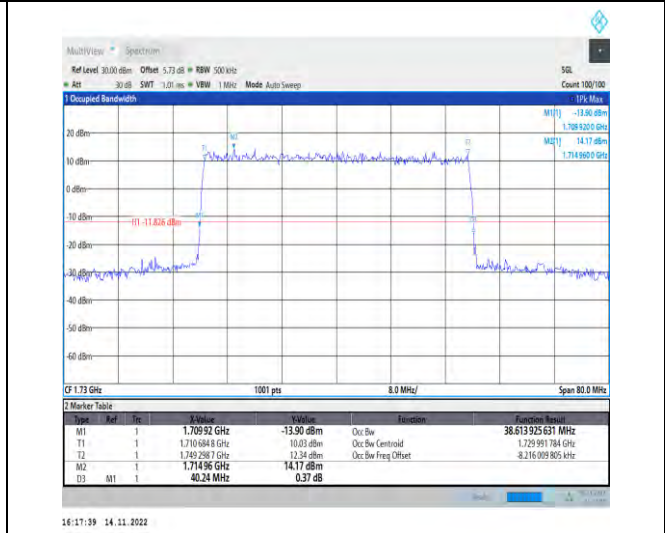 MultiView Spectrum
Ref Level 30.00 dBm Offset 5.73 dB RBW 500 kHz SGL
Att 30 dB SWT 1.01 ms VBW 1 MHz Mode Auto Sweep Count 100/100
1 Occupied Bandwidth 1Pk Max
M1[1] -13.90 dBm
1.709 920 0 GHz
20 dBm
M2[1] 14.17 dBm
1.714 960 0 GHz
M2
T1
10 dBm
0 dBm
-10 dBm
H1 -11.826 dBm
M1
-20 dBm
-30 dBm
-40 dBm
-50 dBm
-60 dBm
CF 1.73 GHz 1001 pts 8.0 MHz/ Span 80.0 MHz
2 Marker Table
Type Ref Trc X-Value Y-Value Function Function Result
M1 1 1.709 92 GHz -13.90 dBm Occ Bw 38.613 925 631 MHz
T1 1 1.710 684 8 GHz 10.03 dBm Occ Bw Centroid 1.729 991 784 GHz
T2 1 1.749 298 7 GHz 12.34 dBm Occ Bw Freq Offset -8.216 009 805 kHz
M2 1 1.714 96 GHz 14.17 dBm
D3 M1 1 40.24 MHz 0.37 dB
16:17:39 14.11.2022